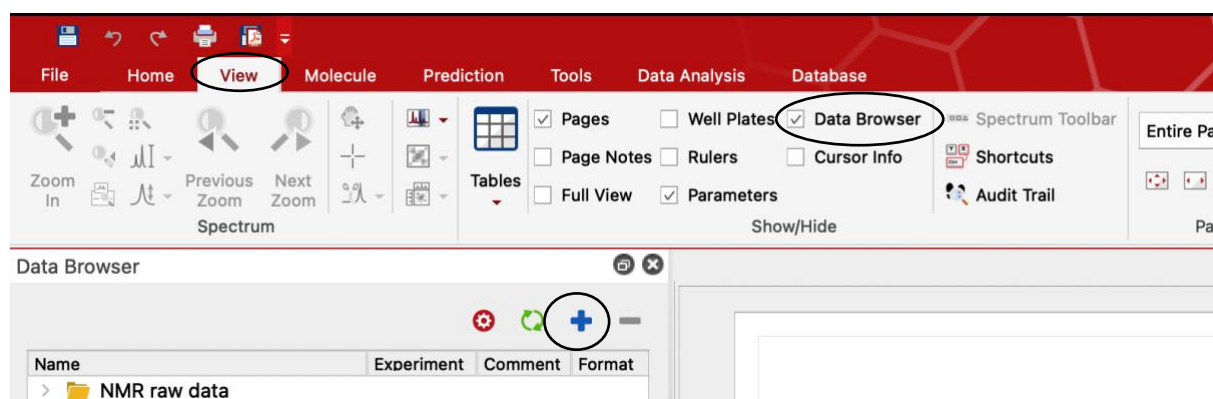 File Home View Molecule Prediction Tools Data Analysis Database
Pages Well Plates Data Browser Spectrum Toolbar
Entire Pa
Page Notes Rulers Cursor Info Shortcuts
Zoom In Previous Zoom Next Zoom Tables
Full View Parameters Audit Trail
Spectrum Show/Hide Pa
Data Browser
Name Experiment Comment Format
NMR raw data